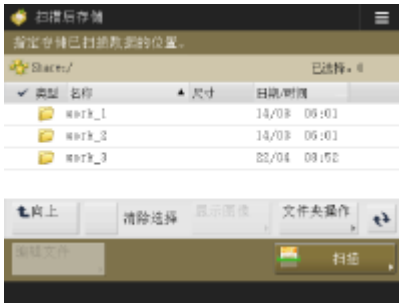 扫描后存储
指定存储已扫描数据的位置。
Share:/ 已选择: 0
✔ 类型 名称 ▲ 尺寸 日期/时间
work_1 14/03 06:01
work_2 14/03 06:01
work_3 22/04 03:52
向上 清除选择 显示图像 文件夹操作
编辑文件 扫描